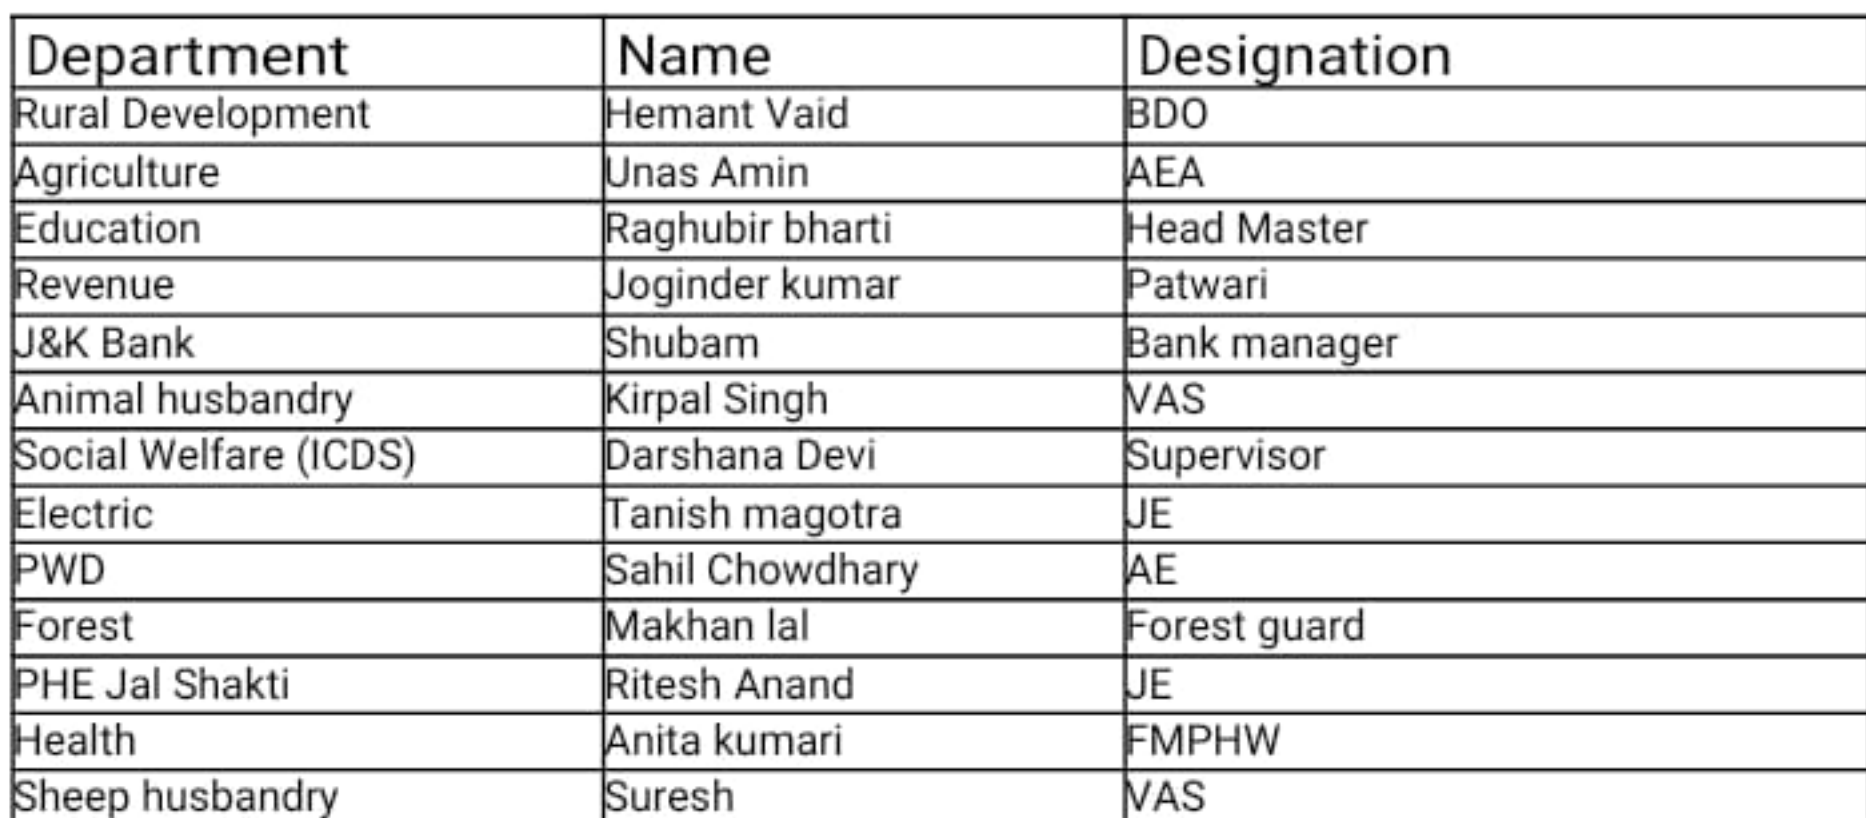 Department Name Designation
Rural Development Hemant Vaid BDO
Agriculture Unas Amin AEA
Education Raghubir bharti Head Master
Revenue Joginder kumar Patwari
J&K Bank Shubam Bank manager
Animal husbandry Kirpal Singh VAS
Social Welfare (ICDS) Darshana Devi Supervisor
Electric Tanish magotra JE
PWD Sahil Chowdhary AE
Forest Makhan lal Forest guard
PHE Jal Shakti Ritesh Anand JE
Health Anita kumari FMPHW
Sheep husbandry Suresh VAS